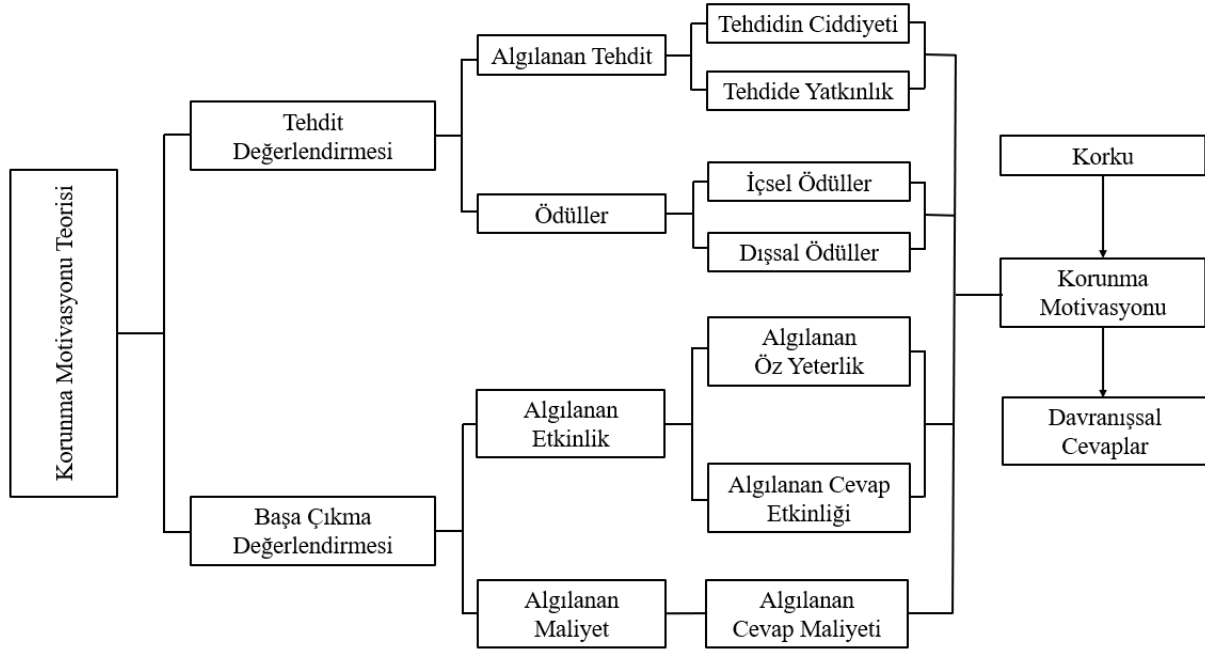 Korunma Motivasyonu Teorisi
Tehdit
Değerlendirmesi
Başa Çıkma
Değerlendirmesi
Algılanan Tehdit
Ödüller
Algılanan
Etkinlik
Algılanan
Maliyet
Tehdidin Ciddiyeti
Tehdide Yatkınlık
İçsel Ödüller
Dışsal Ödüller
Algılanan
Öz Yeterlik
Algılanan Cevap
Etkinliği
Algılanan
Cevap Maliyeti
Korku
Korunma
Motivasyonu
Davranışsal
Cevaplar